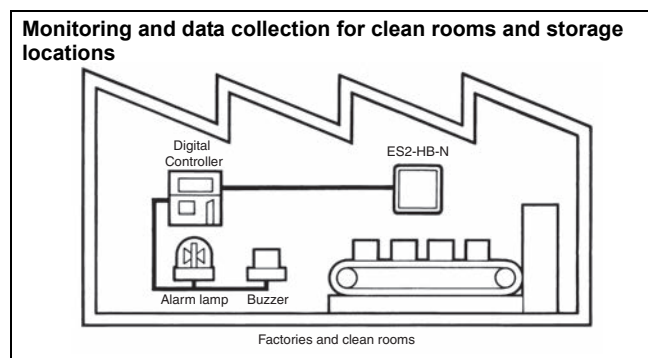 Monitoring and data collection for clean rooms and storage
locations
Digital
Controller
ES2-HB-N
Alarm lamp
Buzzer
Factories and clean rooms